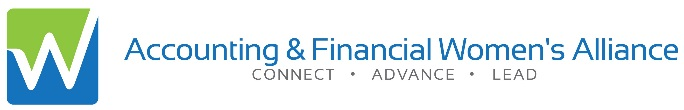 W
Accounting & Financial Women's Alliance
CONNECT • ADVANCE • LEAD